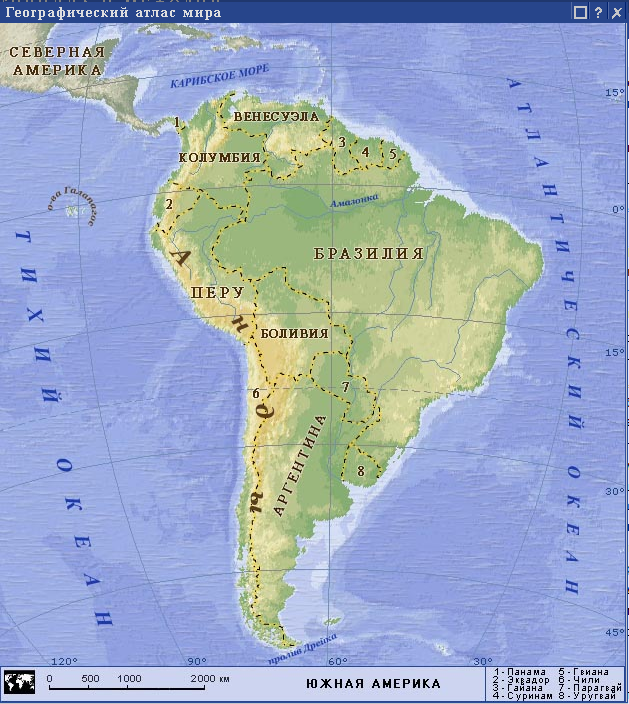 Географический атлас мира
СЕВЕРНАЯ
АМЕРИКА
КАРИБСКОЕ МОРЕ
АТЛАНТИЧЕСКИЙ ОКЕАН
15°
1
ВЕНЕСУЭЛА
3
4
5
КОЛУМБИЯ
о-ва Галапагос
2
Амазонка
0°
ТИХИЙ ОКЕАН
Анды
БРАЗИЛИЯ
ПЕРУ
БОЛИВИЯ
15°
6
7
АРГЕНТИНА
8
30°
45°
пролив Дрейка
120°
90°
60°
30°
0 500 1000 2000 км
ЮЖНАЯ АМЕРИКА
1-Панама 5-Гвиана
2-Эквадор 6-Чили
3-Гайана 7-Парагвай
4-Суринам 8-Уругвай